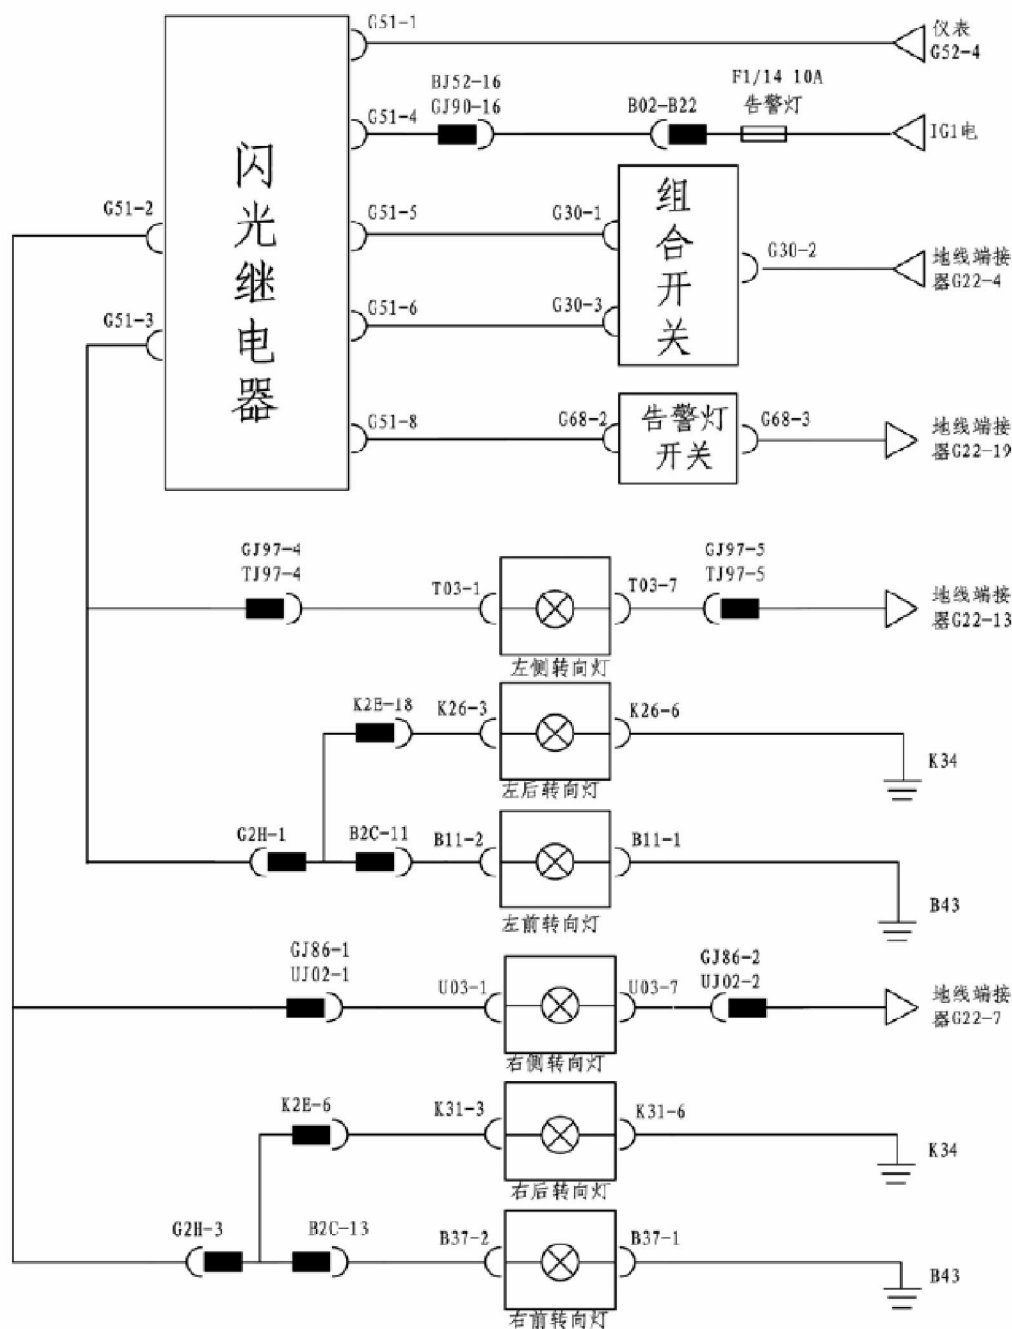 G51-1
仪表
G52-4
BJ52-16
GJ90-16
G51-4
B02-B22
F1/14 10A
告警灯
IG1电
闪光继电器
G51-2
G51-5
G30-1
组合开关
G30-2
地线端接
器G22-4
G51-3
G51-6
G30-3
G51-8
G68-2
告警灯
开关
G68-3
地线端接
器G22-19
GJ97-4
TJ97-4
T03-1
T03-7
GJ97-5
TJ97-5
地线端接
器G22-13
左侧转向灯
K2E-18
K26-3
K26-6
K34
左后转向灯
G2H-1
B2C-11
B11-2
B11-1
B43
左前转向灯
GJ86-1
UJ02-1
U03-1
U03-7
GJ86-2
UJ02-2
地线端接
器G22-7
右侧转向灯
K2E-6
K31-3
K31-6
K34
右后转向灯
G2H-3
B2C-13
B37-2
B37-1
B43
右前转向灯